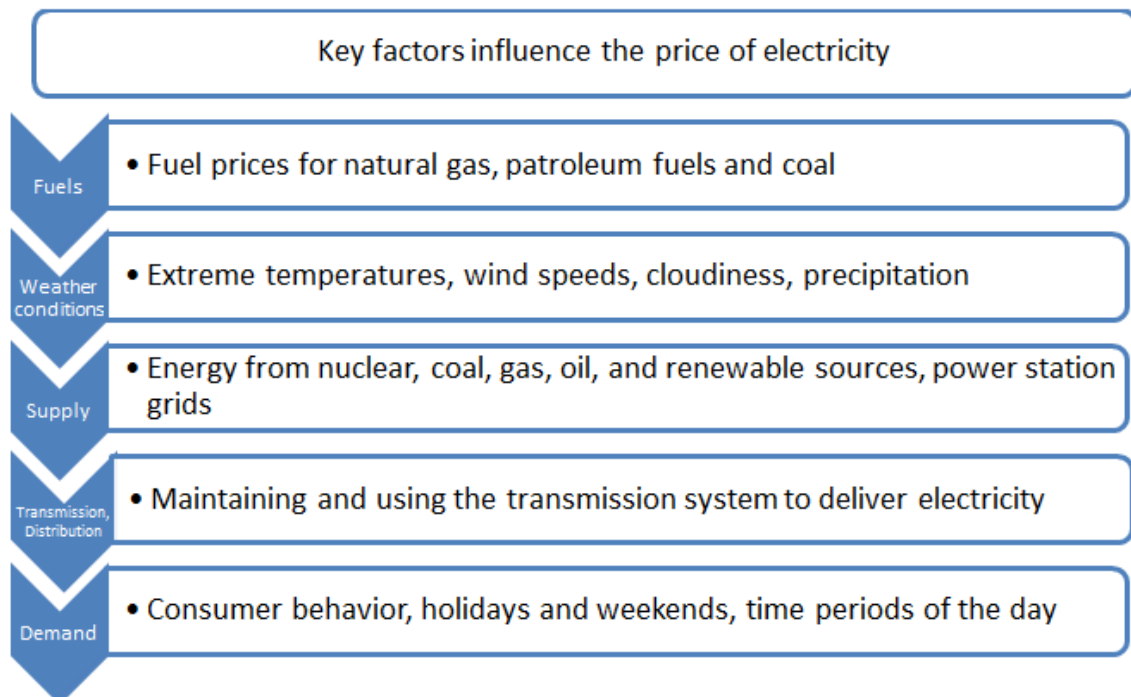 Key factors influence the price of electricity
Fuels
• Fuel prices for natural gas, patroleum fuels and coal
Weather
conditions
• Extreme temperatures, wind speeds, cloudiness, precipitation
Supply
• Energy from nuclear, coal, gas, oil, and renewable sources, power station
grids
Transmission,
Distribution
• Maintaining and using the transmission system to deliver electricity
Demand
• Consumer behavior, holidays and weekends, time periods of the day